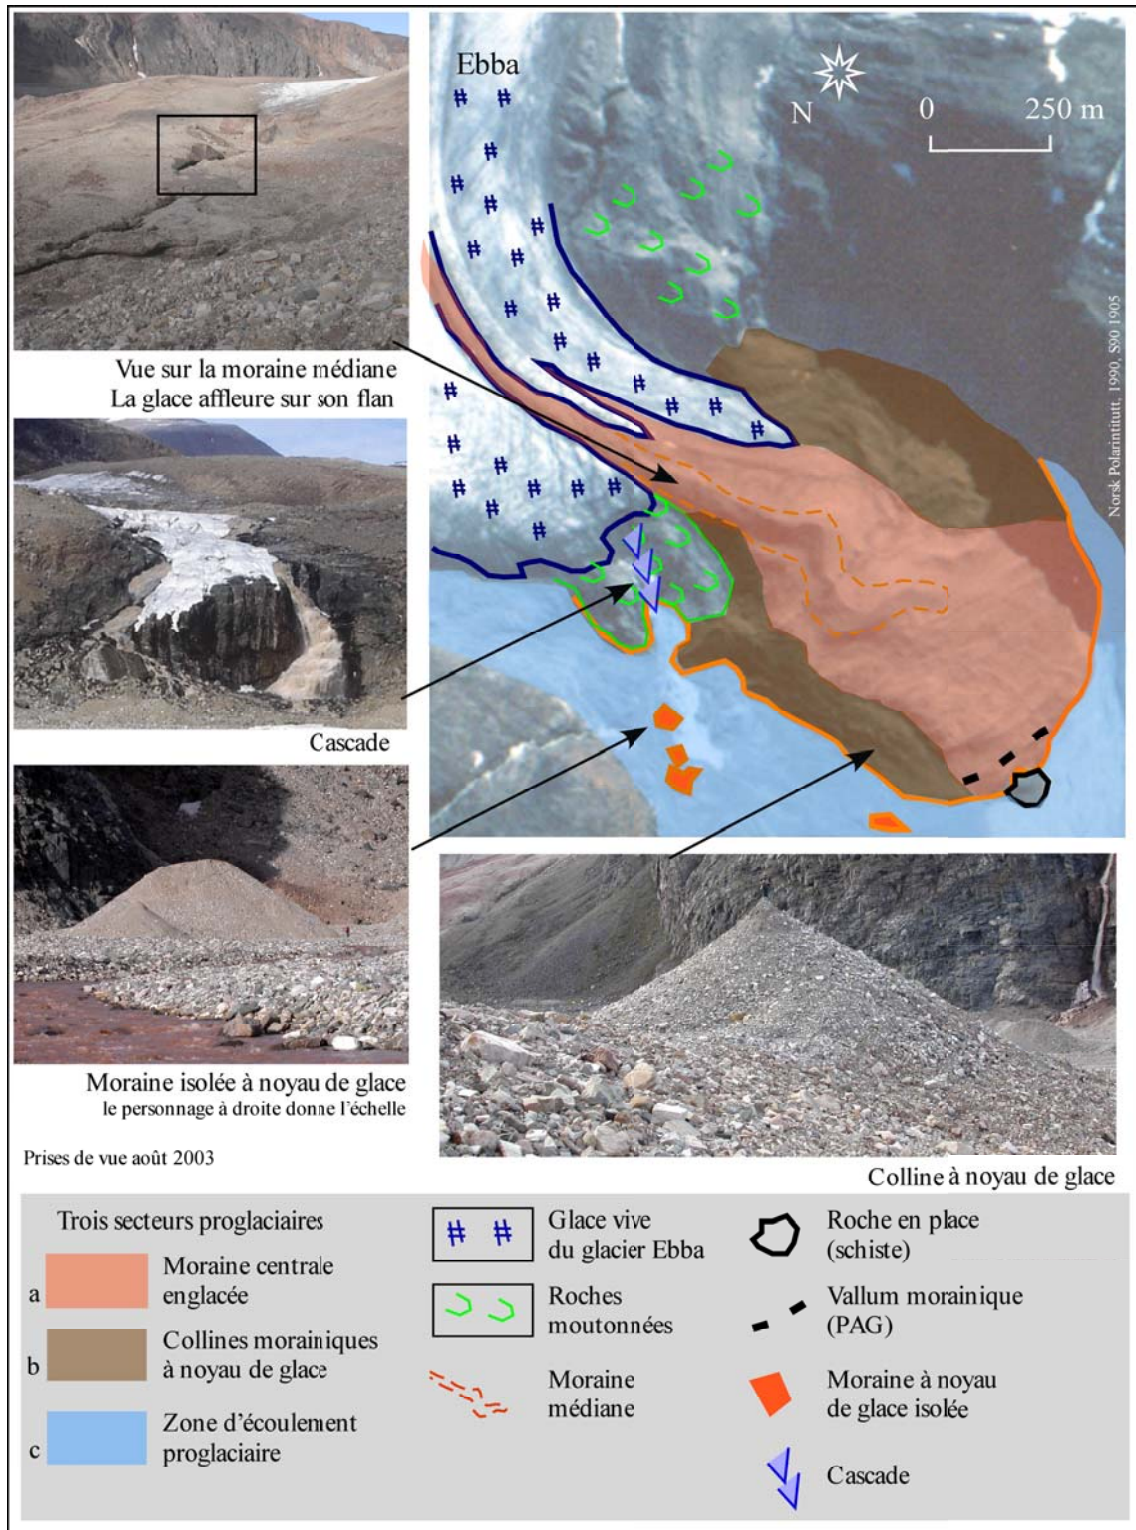 Ebba
N
0 250 m
Norsk Polarintitutt, 1990, S90 1905
Vue sur la moraine médiane
La glace affleure sur son flan
Cascade
Moraine isolée à noyau de glace
le personnage à droite donne l'échelle
Prises de vue août 2003
Colline à noyau de glace
Trois secteurs proglaciaires
a
Moraine centrale
englacée
b
Collines morainiques
à noyau de glace
c
Zone d'écoulement
proglaciaire
Glace vive
du glacier Ebba
Roches
moutonnées
Moraine
médiane
Roche en place
(schiste)
Vallum morainique
(PAG)
Moraine à noyau
de glace isolée
Cascade